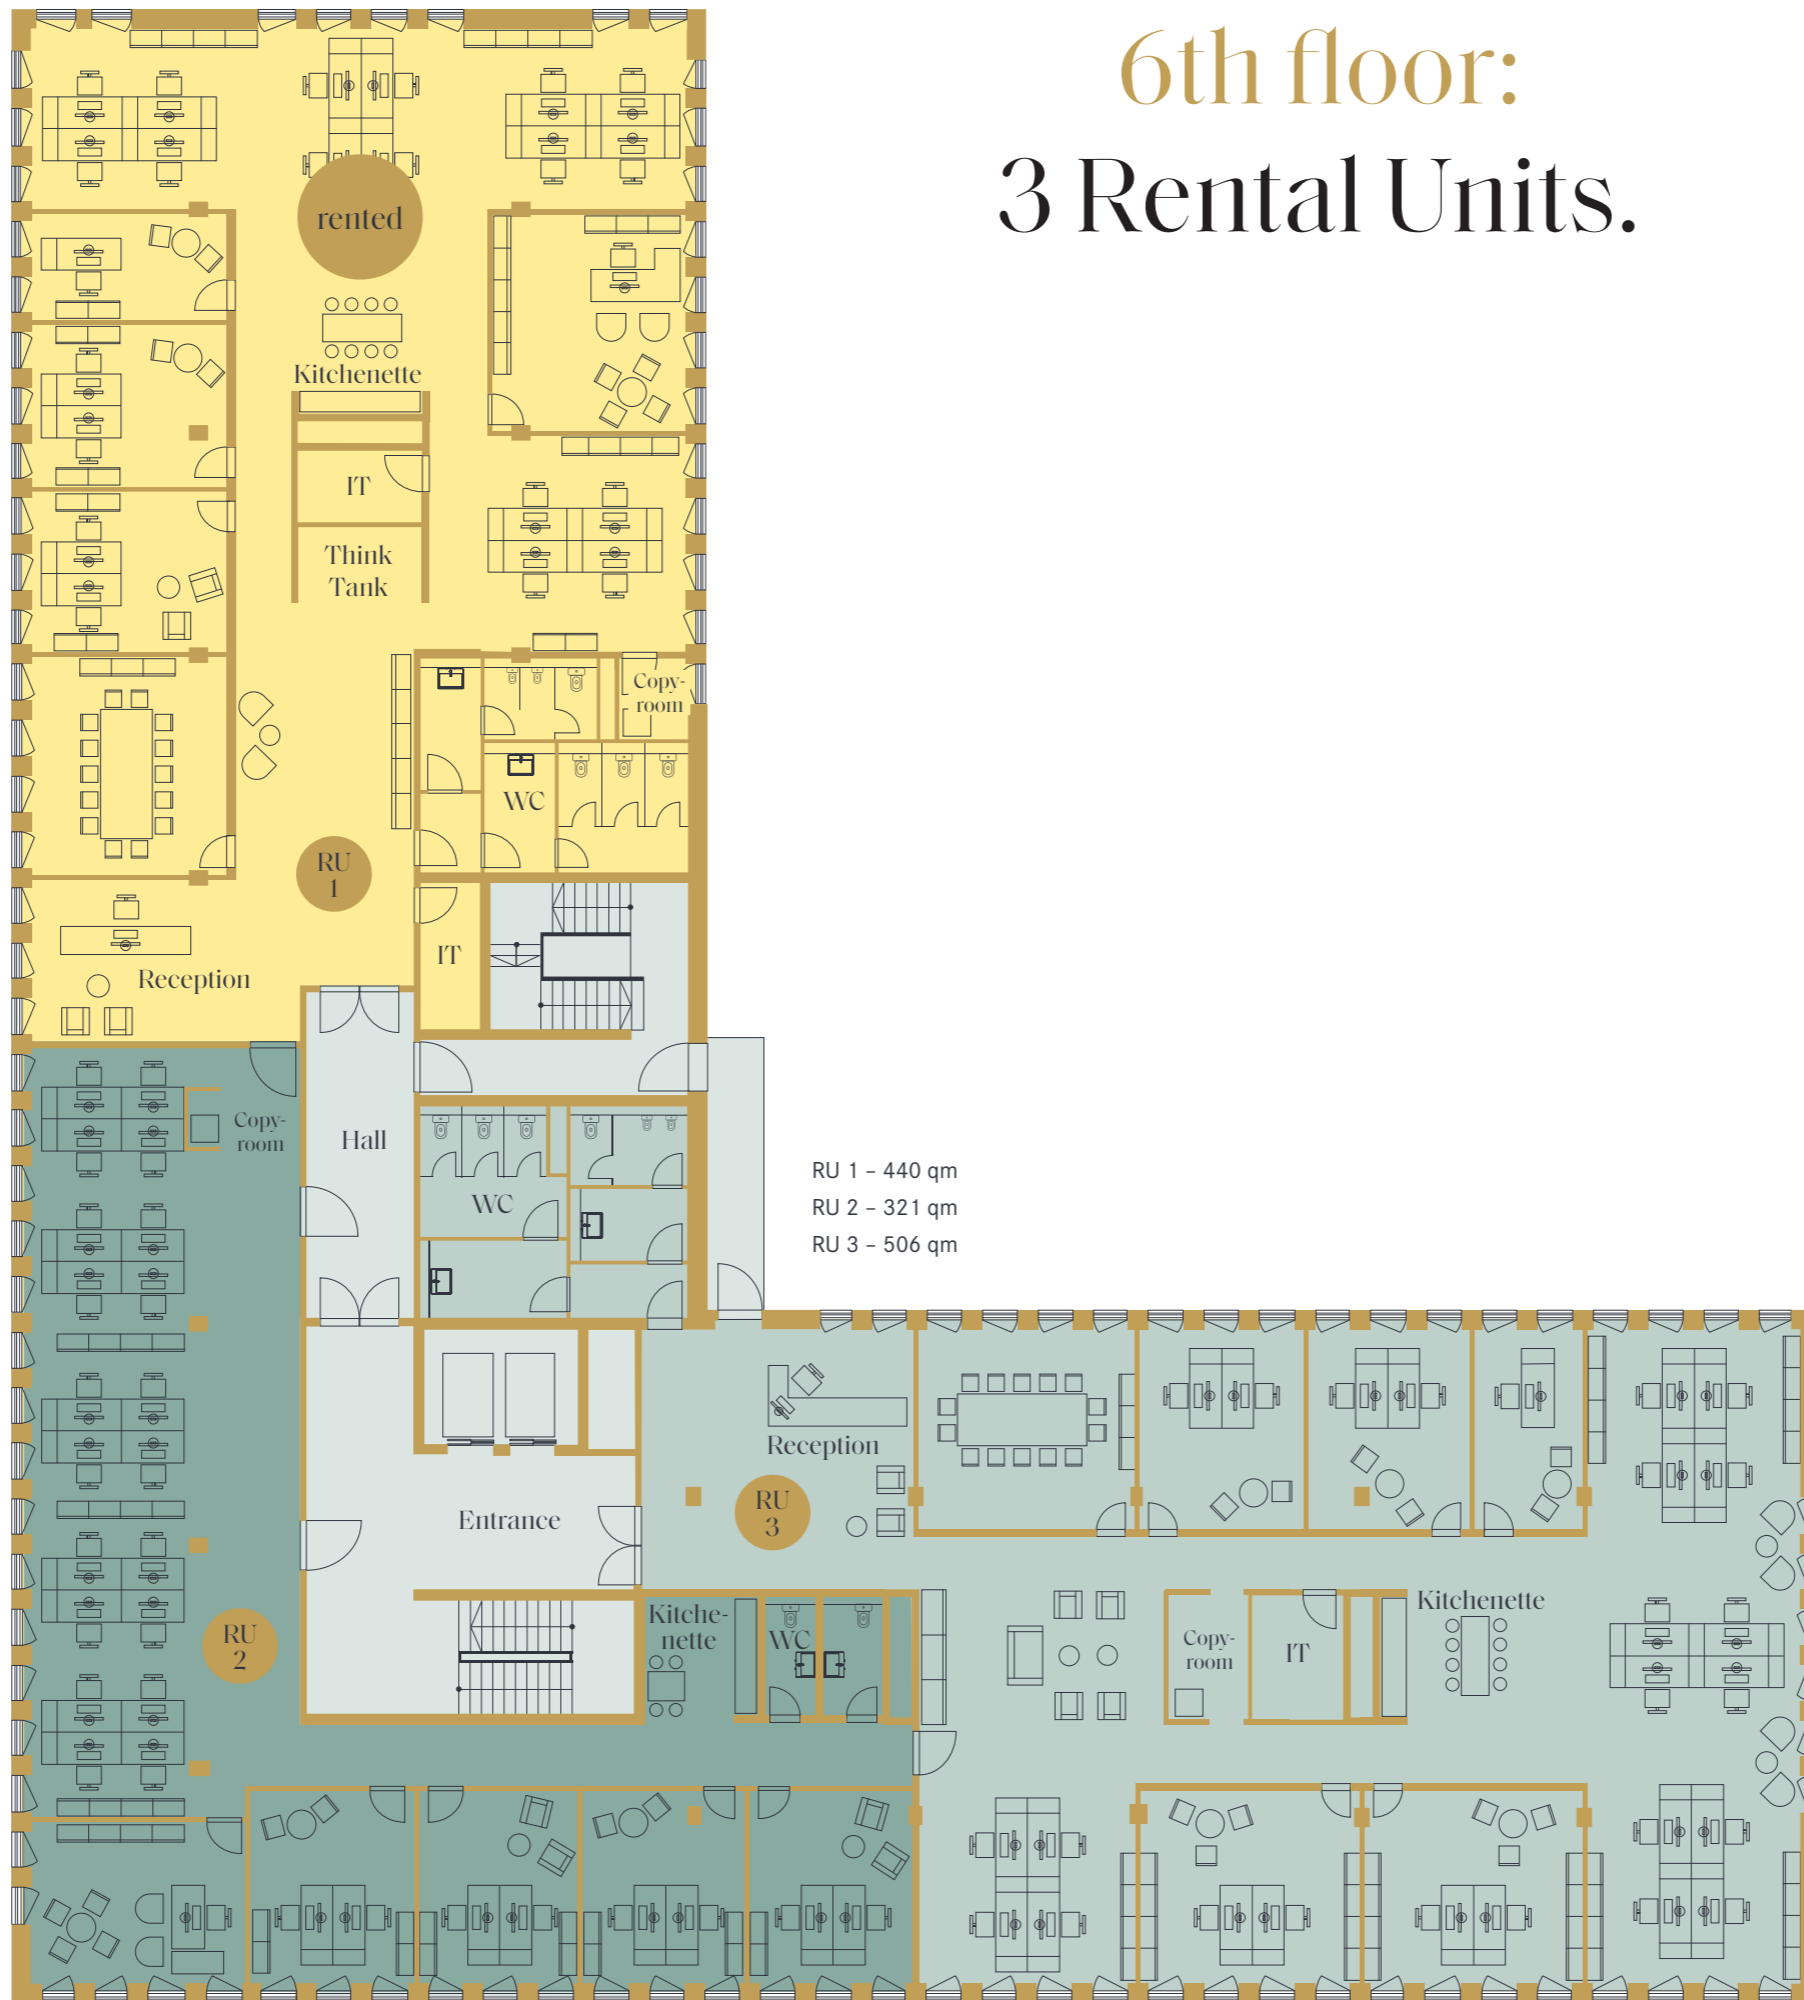 6th floor:
3 Rental Units.
rented
Kitchenette
IT
Think
Tank
Copy-
room
WC
RU
1
IT
Reception
Copy-
room
Hall
WC
RU 1 – 440 qm
RU 2 – 321 qm
RU 3 – 506 qm
Reception
RU
3
Entrance
RU
2
Kitche-
nette
WC
Copy-
room
IT
Kitchenette